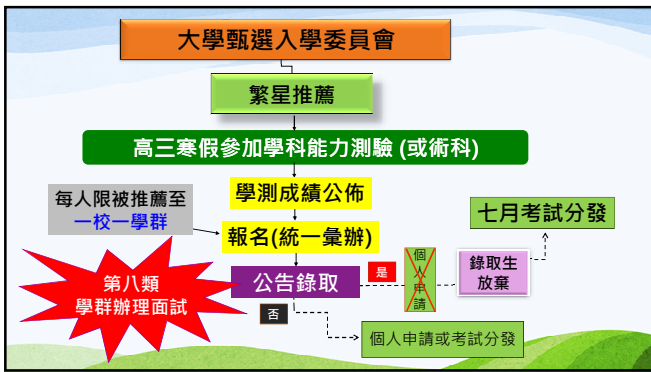 大學甄選入學委員會
繁星推薦
高三寒假參加學科能力測驗 (或術科)
學測成績公佈
每人限被推薦至
一校一學群
報名(統一彙辦)
七月考試分發
第八類
學群辦理面試
公告錄取
是
個人申請
錄取生
放棄
否
個人申請或考試分發